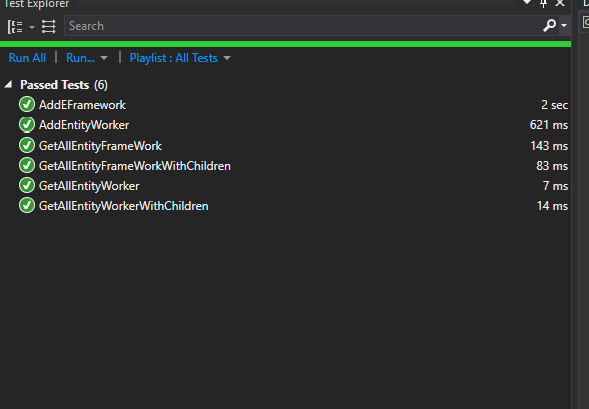 Test Explorer
Search
Run All | Run... | Playlist : All Tests
Passed Tests (6)
AddEFramework 2 sec
AddEntityWorker 621 ms
GetAllEntityFrameWork 143 ms
GetAllEntityFrameWorkWithChildren 83 ms
GetAllEntityWorker 7 ms
GetAllEntityWorkerWithChildren 14 ms